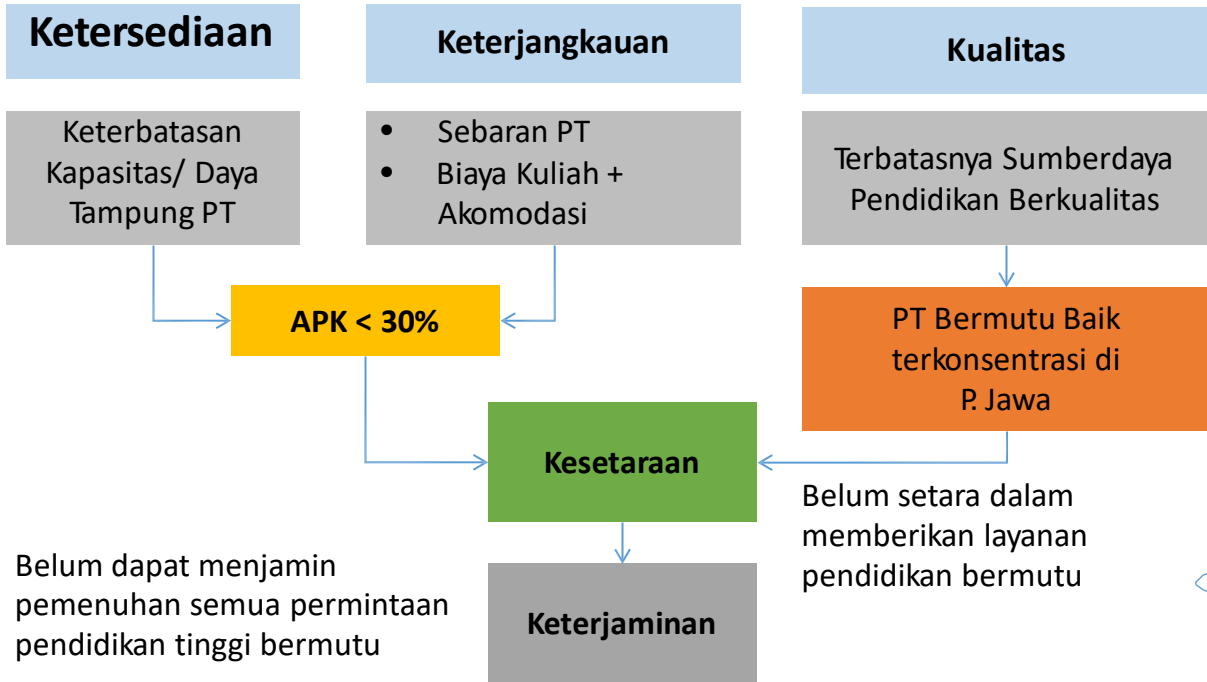 Ketersediaan
Keterjangkauan
Kualitas
Keterbatasan
Kapasitas/ Daya
Tampung PT
• Sebaran PT
• Biaya Kuliah +
Akomodasi
Terbatasnya Sumberdaya
Pendidikan Berkualitas
APK < 30%
PT Bermutu Baik
terkonsentrasi di
P. Jawa
Kesetaraan
Belum setara dalam
memberikan layanan
pendidikan bermutu
Belum dapat menjamin
pemenuhan semua permintaan
pendidikan tinggi bermutu
Keterjaminan